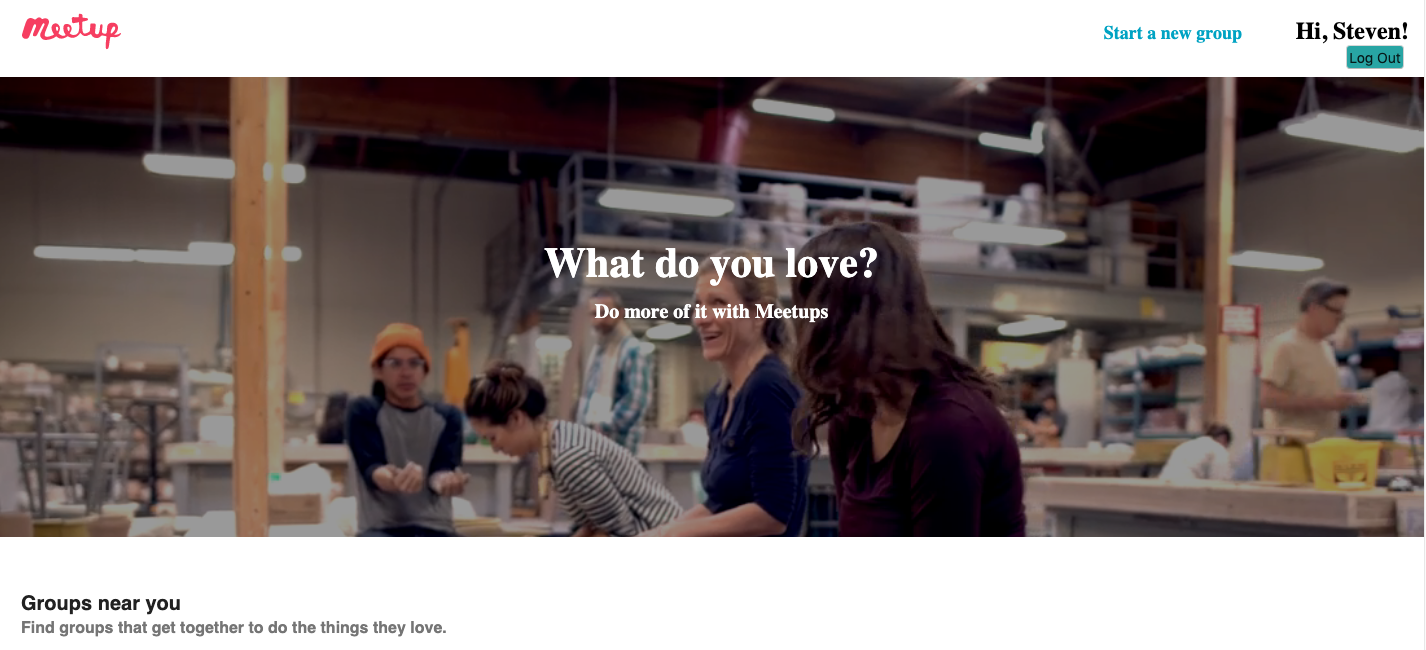 Meetup
Start a new group
Hi, Steven!
Log Out
What do you love?
Do more of it with Meetups
Groups near you
Find groups that get together to do the things they love.